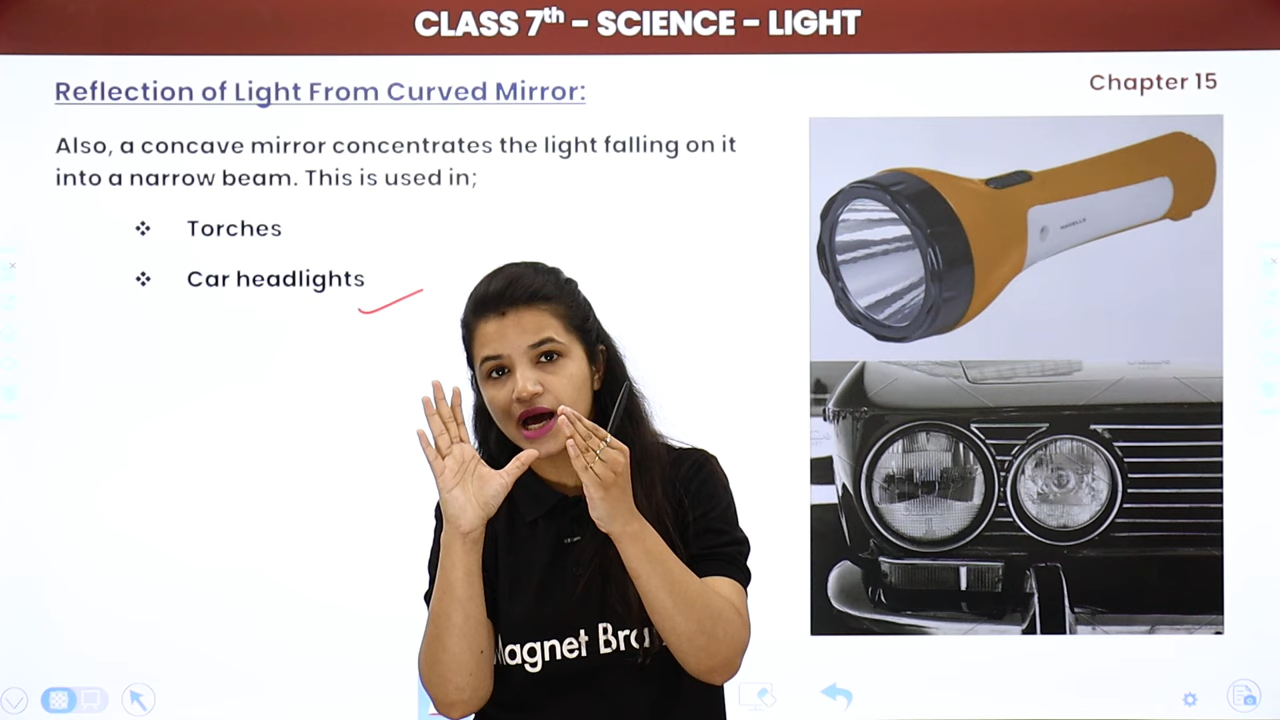 CLASS 7th – SCIENCE – LIGHT
Reflection of Light From Curved Mirror:
Chapter 15
Also, a concave mirror concentrates the light falling on it
into a narrow beam. This is used in;
❖ Torches
❖ Car headlights
HAVELLS
Magnet Bra